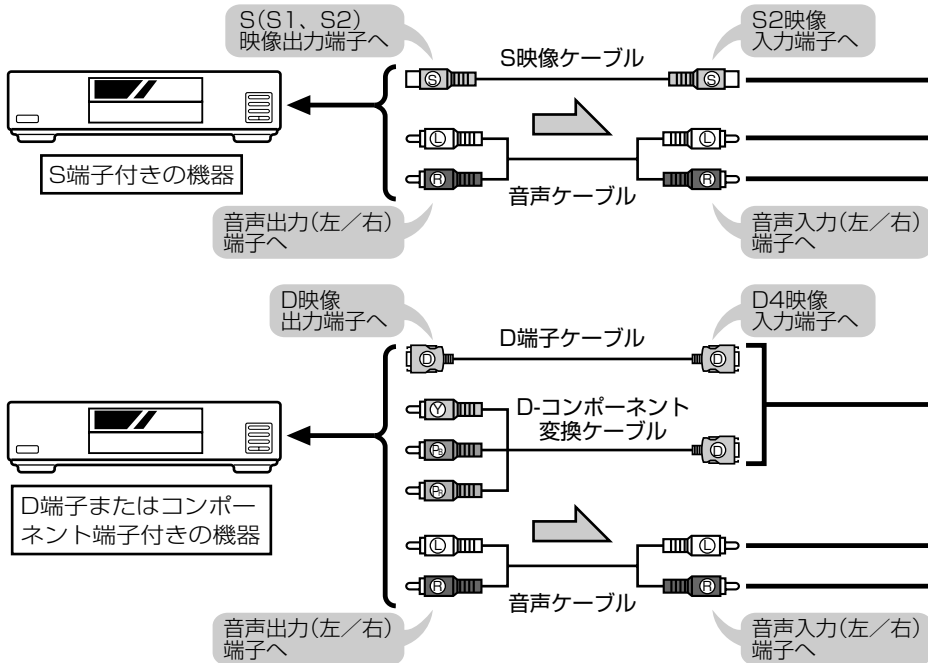 S(S1、S2)
映像出力端子へ
S2映像
入力端子へ
S映像ケーブル
S
S
L
L
R
R
S端子付きの機器
音声ケーブル
音声出力(左／右)
端子へ
音声入力(左／右)
端子へ
D映像
出力端子へ
D4映像
入力端子へ
D端子ケーブル
D
D
Y
D-コンポーネント
変換ケーブル
PB
D
PR
D端子またはコンポー
ネント端子付きの機器
L
L
R
R
音声ケーブル
音声出力(左／右)
端子へ
音声入力(左／右)
端子へ